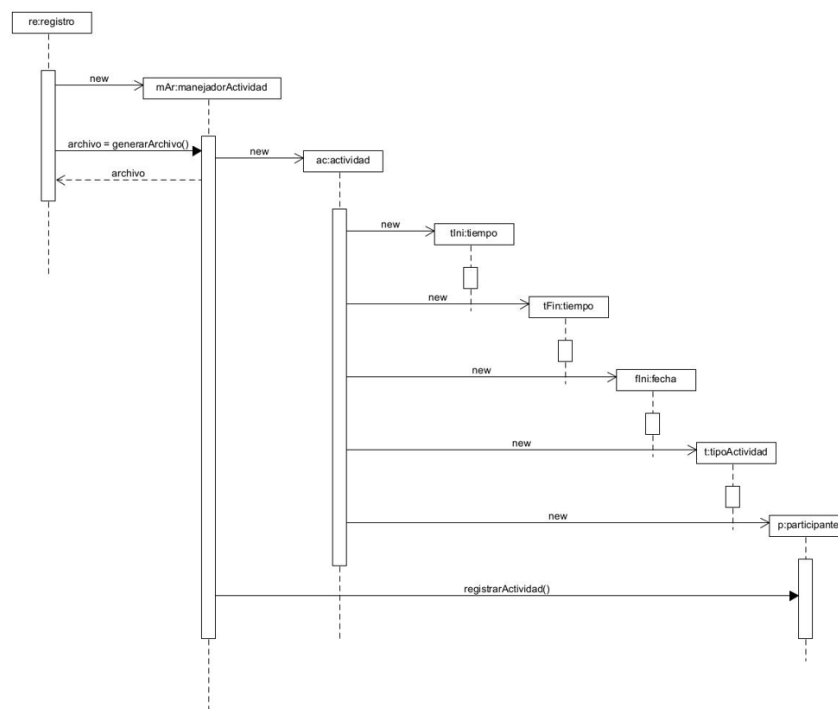 re:registro
new
mAr:manejadorActividad
archivo = generarArchivo()
new
ac:actividad
archivo
new
tIni:tiempo
new
tFin:tiempo
new
fIni:fecha
new
t:tipoActividad
new
p:participante
registrarActividad()